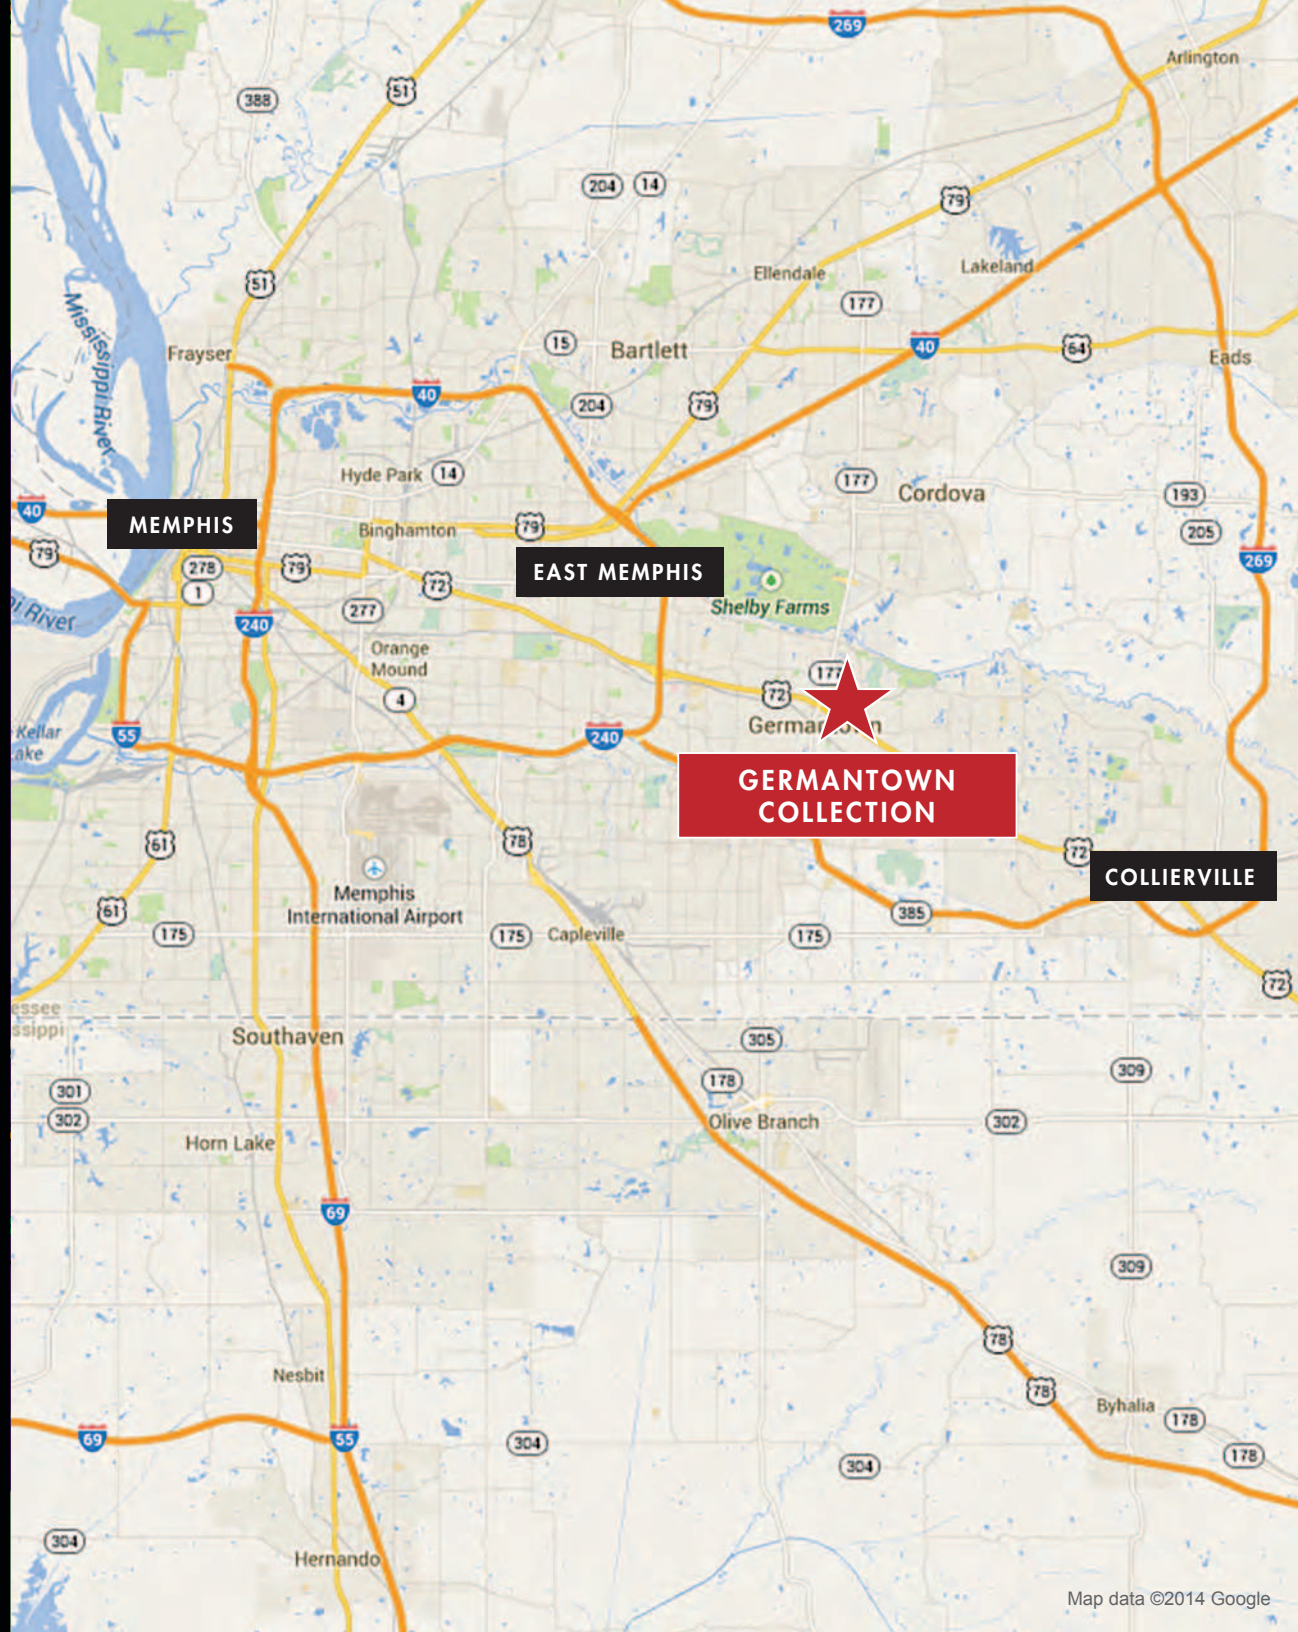 269
Arlington
51
388
204
14
79
51
Ellendale
Lakeland
177
Mississippi River
Frayser
15
Bartlett
40
64
Eads
40
204
79
Hyde Park
14
177
Cordova
193
40
MEMPHIS
Binghamton
79
205
79
278
79
EAST MEMPHIS
269
1
72
Shelby Farms
River
277
240
Orange
Mound
177
4
72
Germantown
Kellar
55
240
GERMANTOWN
COLLECTION
61
78
72
COLLIERVILLE
Memphis
International Airport
61
385
175
175
Capleville
175
72
Southaven
305
301
178
309
302
Olive Branch
302
Horn Lake
69
309
78
Nesbit
78
Byhalia
178
69
55
304
178
304
304
Hernando
Map data ©2014 Google